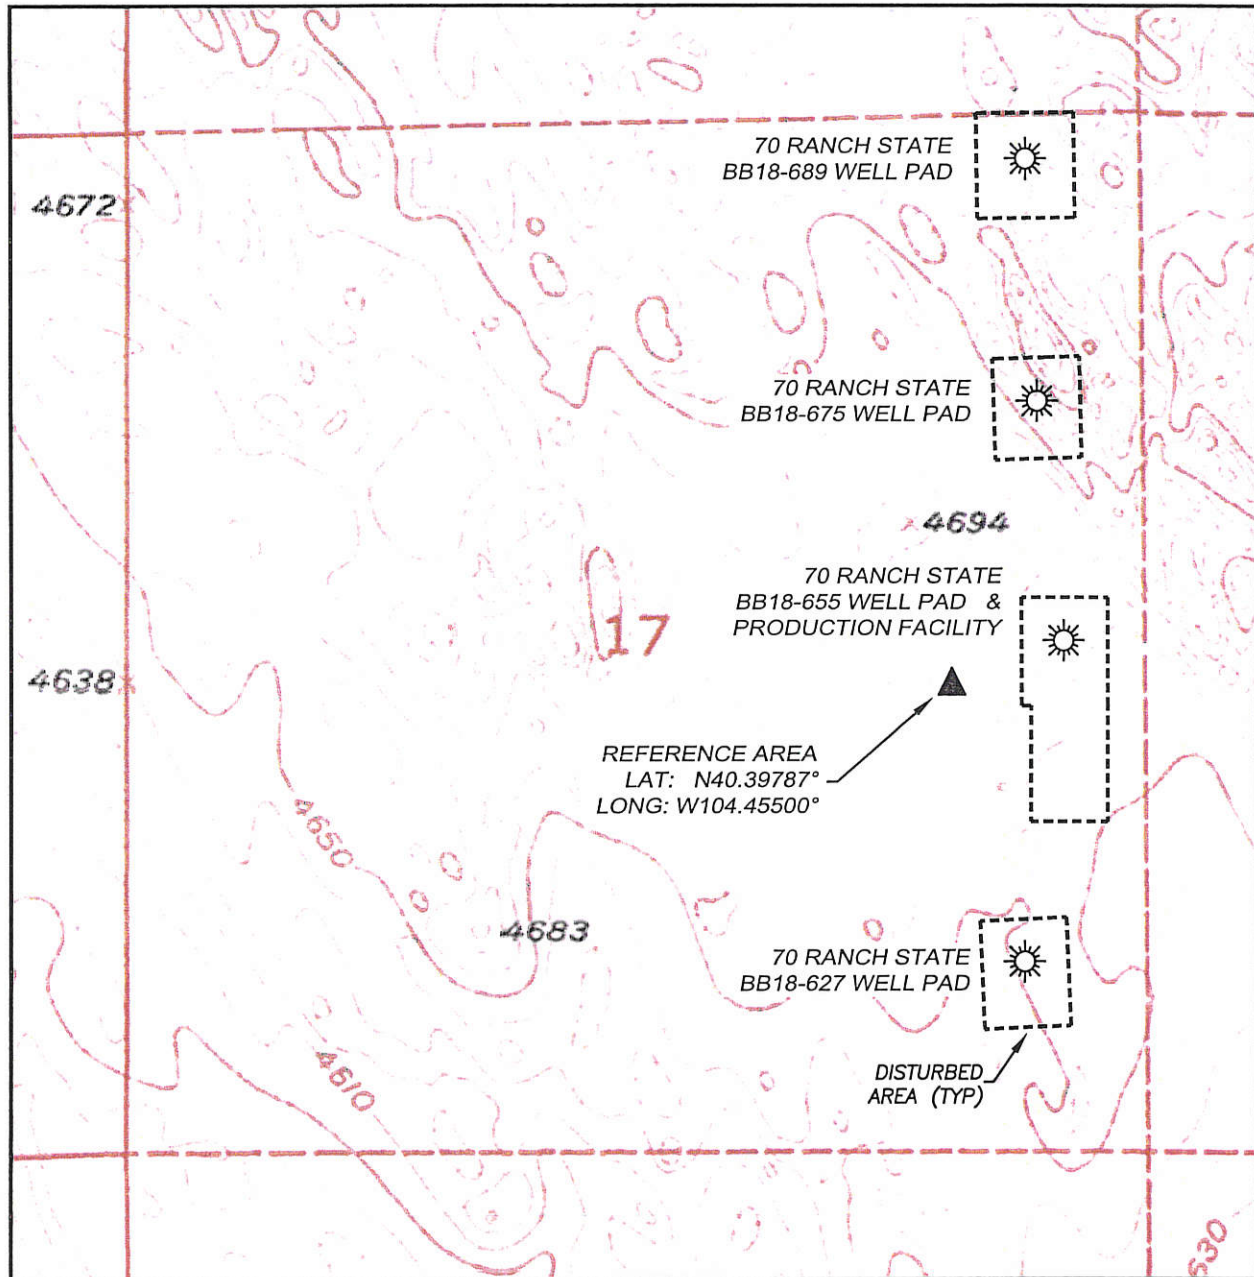 70 RANCH STATE
BB18-689 WELL PAD
4672
70 RANCH STATE
BB18-675 WELL PAD
4694
70 RANCH STATE
BB18-655 WELL PAD &
PRODUCTION FACILITY
17
4638
REFERENCE AREA
LAT: N40.39787°
LONG: W104.45500°
4650
4683
70 RANCH STATE
BB18-627 WELL PAD
4610
DISTURBED
AREA (TYP)
630